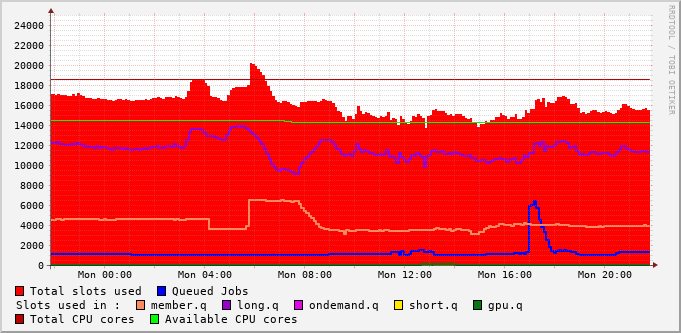 24000
22000
20000
18000
16000
14000
12000
10000
8000
6000
4000
2000
0
Mon 00:00 Mon 04:00 Mon 08:00 Mon 12:00 Mon 16:00 Mon 20:00
Total slots used Queued Jobs
Slots used in : member.q long.q ondemand.q short.q gpu.q
Total CPU cores Available CPU cores
RRDTOOL / TOBI OETIKER